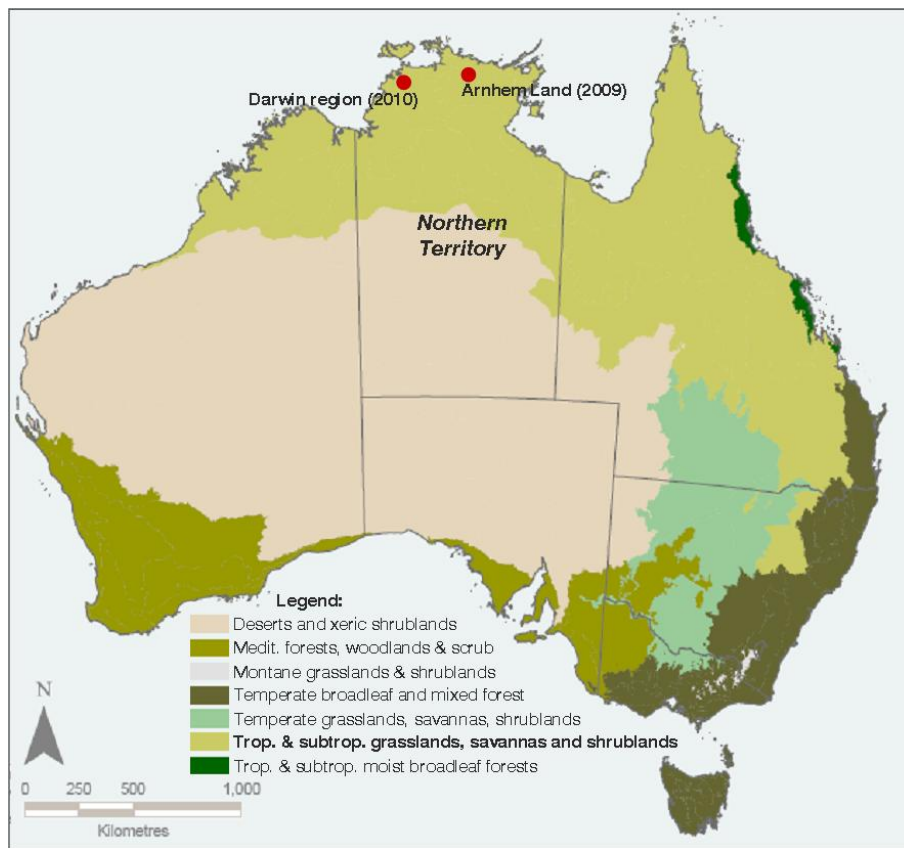 Darwin region (2010)
Arnhem Land (2009)
Northern
Territory
Legend:
Deserts and xeric shrublands
Medit. forests, woodlands & scrub
Montane grasslands & shrublands
Temperate broadleaf and mixed forest
Temperate grasslands, savannas, shrublands
Trop. & subtrop. grasslands, savannas and shrublands
Trop. & subtrop. moist broadleaf forests
N
0 250 500 1,000
Kilometres